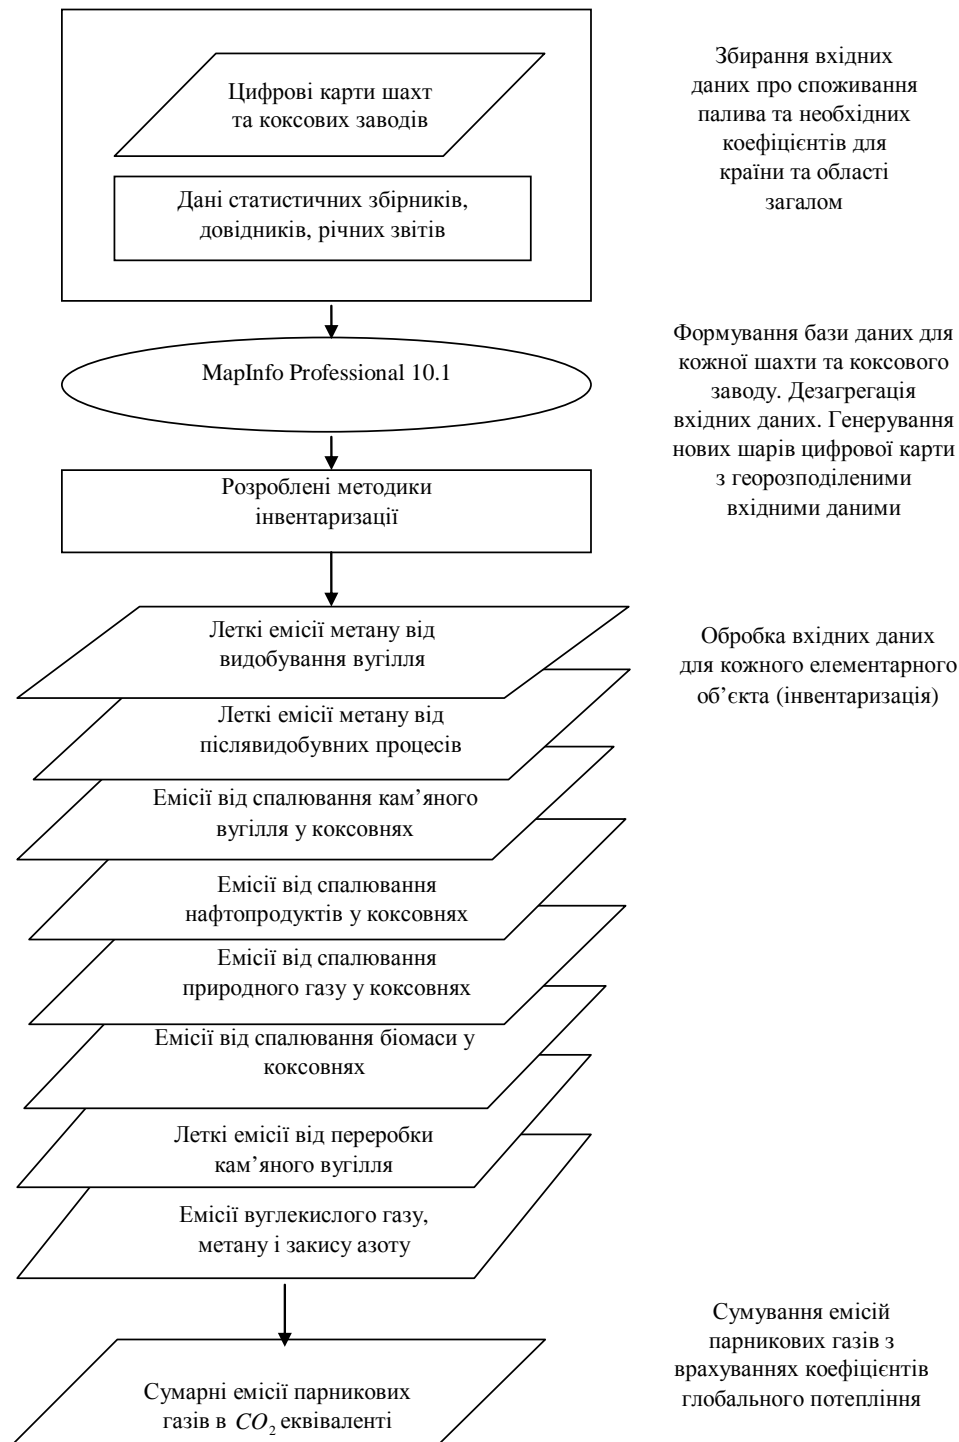 Цифрові карти шахт
та коксових заводів
Дані статистичних збірників,
довідників, річних звітів
Збирання вхідних
даних про споживання
палива та необхідних
коефіцієнтів для
країни та області
загалом
MapInfo Professional 10.1
Розроблені методики
інвентаризації
Формування бази даних для
кожної шахти та коксового
заводу. Дезагрегація
вхідних даних. Генерування
нових шарів цифрової карти
з георозподіленими
вхідними даними
Леткі емісії метану від
видобування вугілля
Леткі емісії метану від
післявидобувних процесів
Емісії від спалювання кам’яного
вугілля у коксовнях
Емісії від спалювання
нафтопродуктів у коксовнях
Емісії від спалювання
природного газу у коксовнях
Емісії від спалювання біомаси у
коксовнях
Леткі емісії від переробки
кам’яного вугілля
Емісії вуглекислого газу,
метану і закису азоту
Обробка вхідних даних
для кожного елементарного
об’єкта (інвентаризація)
Сумарні емісії парникових
газів в CO₂ еквіваленті
Сумування емісій
парникових газів з
врахуваннях коефіцієнтів
глобального потепління